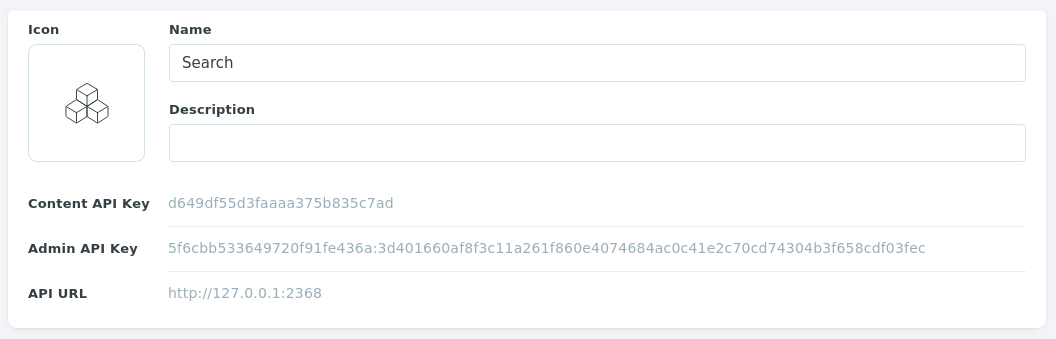 Icon
Name
Search
Description
Content API Key d649df55d3faaaa375b835c7ad
Admin API Key 5f6cbb533649720f91fe436a:3d401660af8f3c11a261f860e4074684ac0c41e2c70cd74304b3f658cdf03fec
API URL http://127.0.0.1:2368